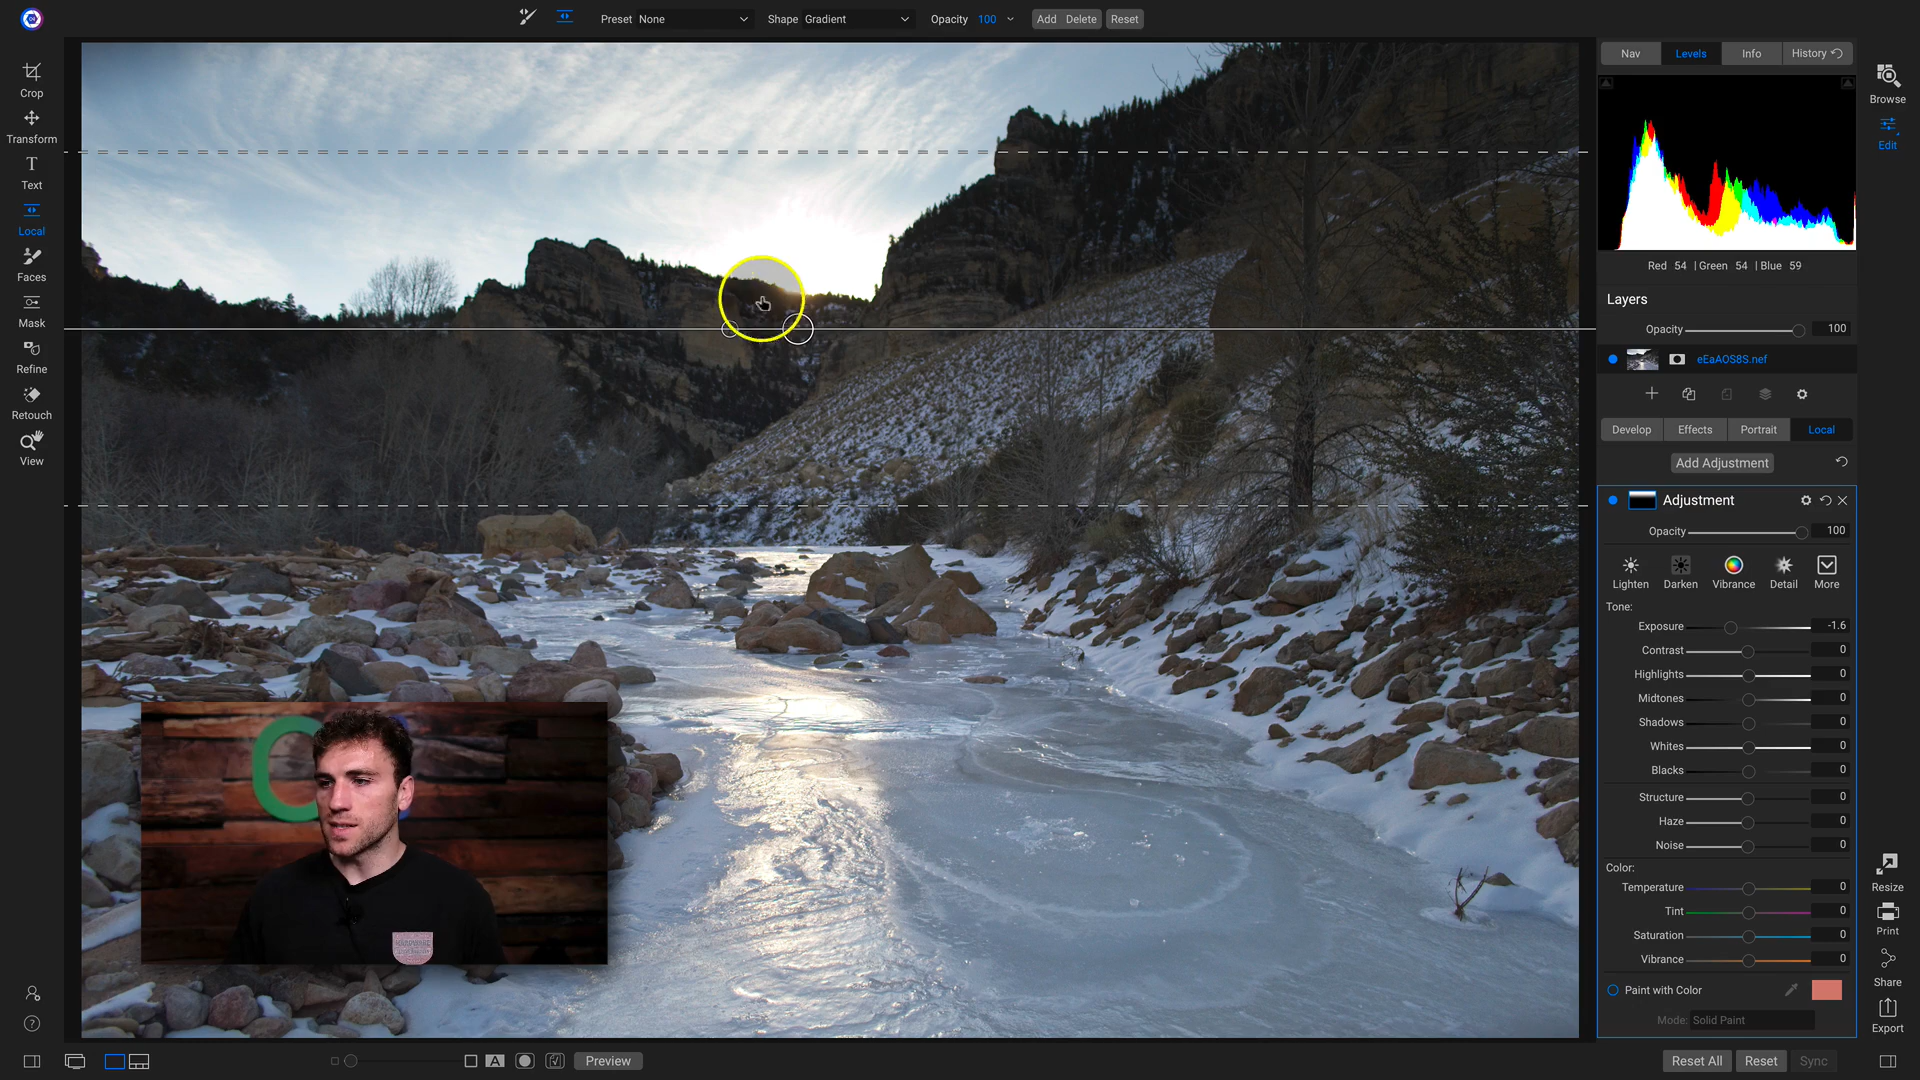 Preset None Shape Gradient Opacity 100 Add Delete Reset
Crop
Transform
Text
Local
Faces
Mask
Refine
Retouch
View
Nav Levels Info History
Red 54 | Green 54 | Blue 59
Layers
Opacity 100
eEaAOS8S.nef
Develop Effects Portrait Local
Add Adjustment
Adjustment
Opacity 100
Lighten Darken Vibrance Detail More
Tone:
Exposure -1.6
Contrast 0
Highlights 0
Midtones 0
Shadows 0
Whites 0
Blacks 0
Structure 0
Haze 0
Noise 0
Color:
Temperature 0
Tint 0
Saturation 0
Vibrance 0
Paint with Color
Mode: Solid Paint
Browse
Edit
Resize
Print
Share
Export
A Preview
Reset All Reset Sync